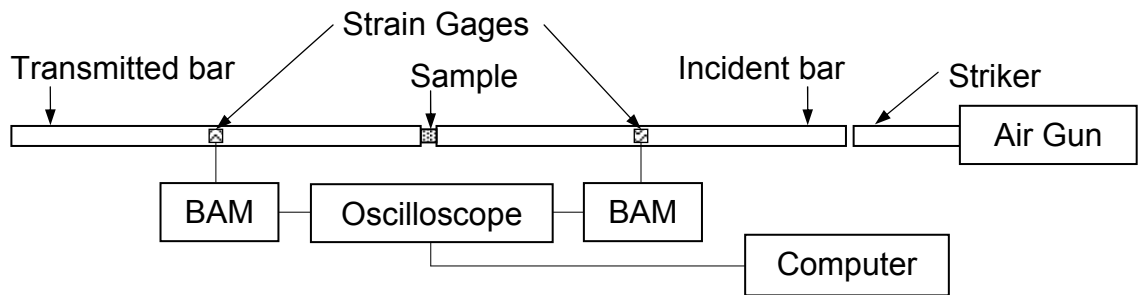 Strain Gages
Transmitted bar
Sample
Incident bar
Striker
Air Gun
BAM
Oscilloscope
BAM
Computer